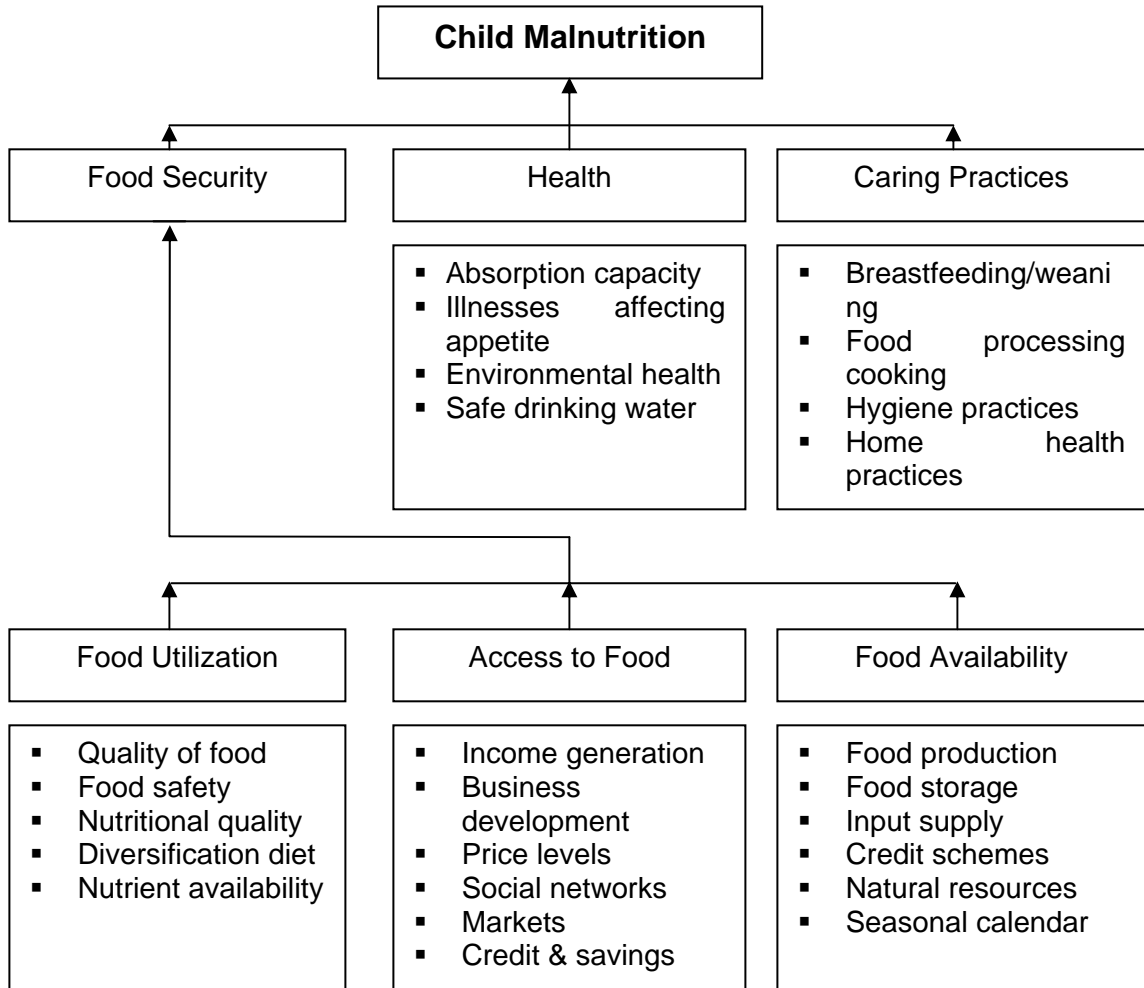 Child Malnutrition
Food Security
Health
Caring Practices
▪ Absorption capacity
▪ Illnesses affecting
appetite
▪ Environmental health
▪ Safe drinking water
▪ Breastfeeding/weani
ng
▪ Food processing
cooking
▪ Hygiene practices
▪ Home health
practices
Food Utilization
Access to Food
Food Availability
▪ Quality of food
▪ Food safety
▪ Nutritional quality
▪ Diversification diet
▪ Nutrient availability
▪ Income generation
▪ Business
development
▪ Price levels
▪ Social networks
▪ Markets
▪ Credit & savings
▪ Food production
▪ Food storage
▪ Input supply
▪ Credit schemes
▪ Natural resources
▪ Seasonal calendar